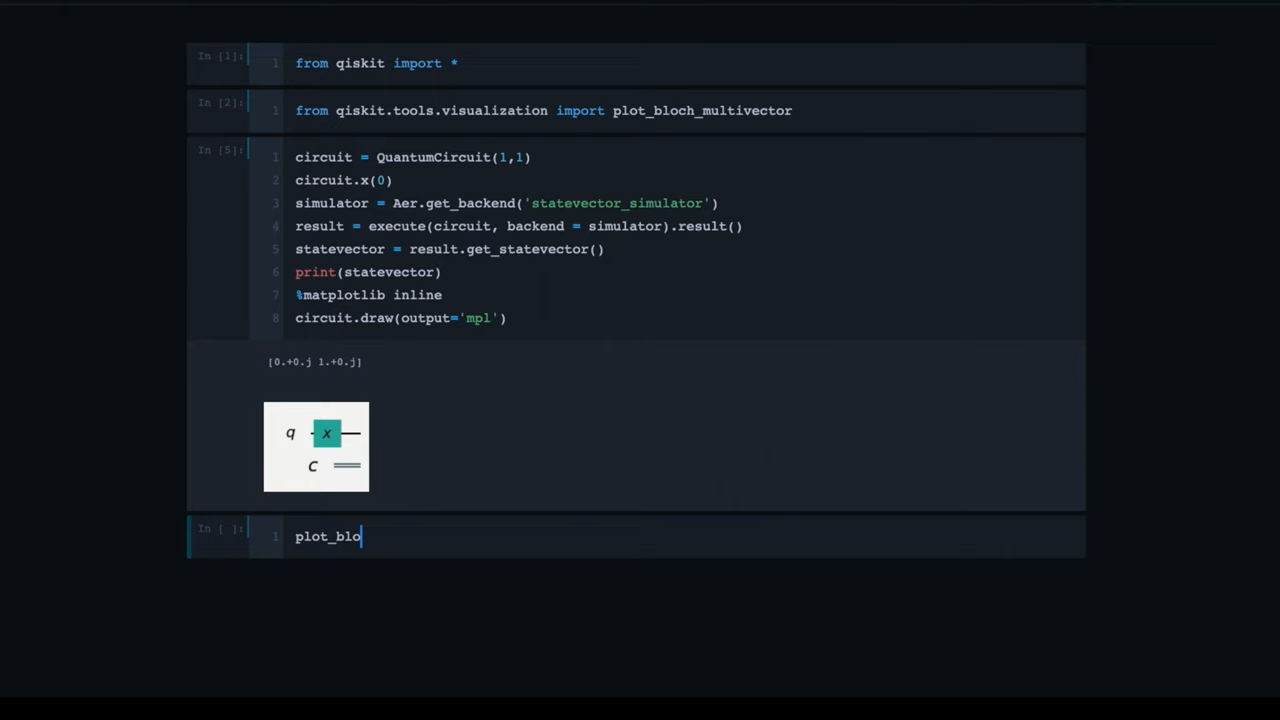 In [1]:
1 from qiskit import *
In [2]:
1 from qiskit.tools.visualization import plot_bloch_multivector
In [5]:
1 circuit = QuantumCircuit(1,1)
2 circuit.x(0)
3 simulator = Aer.get_backend('statevector_simulator')
4 result = execute(circuit, backend = simulator).result()
5 statevector = result.get_statevector()
6 print(statevector)
7 %matplotlib inline
8 circuit.draw(output='mpl')
[0.+0.j 1.+0.j]
q X
C
In [ ]:
1 plot_blo